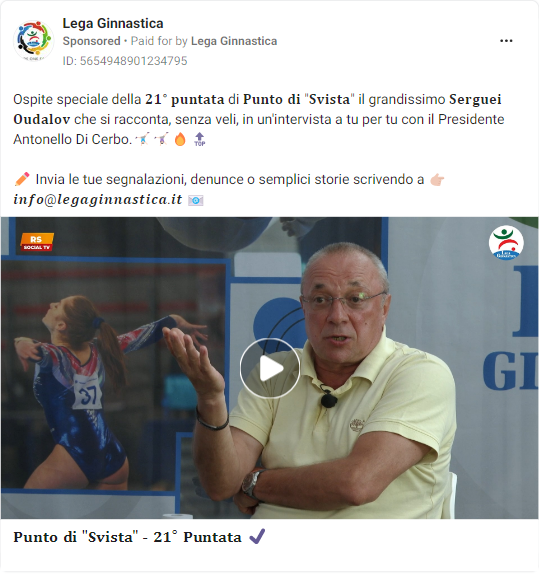 Lega Ginnastica
Sponsored • Paid for by Lega Ginnastica
ID: 5654948901234795
Ospite speciale della 21° puntata di Punto di "Svista" il grandissimo Serguei
Oudalov che si racconta, senza veli, in un'intervista a tu per tu con il Presidente
Antonello Di Cerbo. 🔥 🔝
✏️ Invia le tue segnalazioni, denunce o semplici storie scrivendo a 👉
info@legaginnastica.it 📧
RS
SOCIAL TV
37
GI
Punto di "Svista" - 21° Puntata ✔